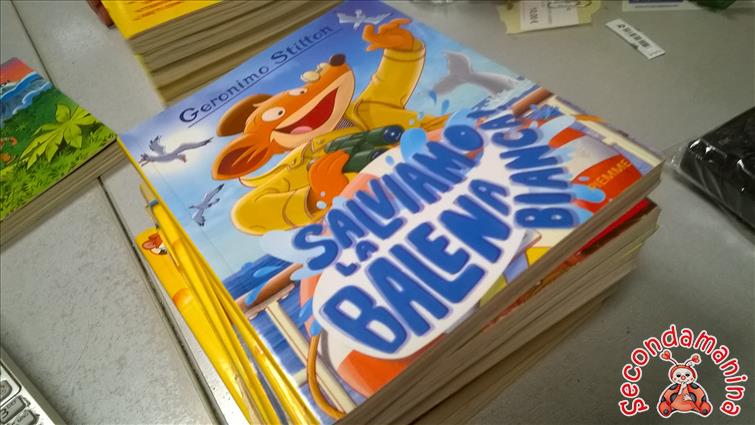 Geronimo Stilton
SALVIAMO
LA
BALENA
BIANCA!
PIEMME
secondamanina